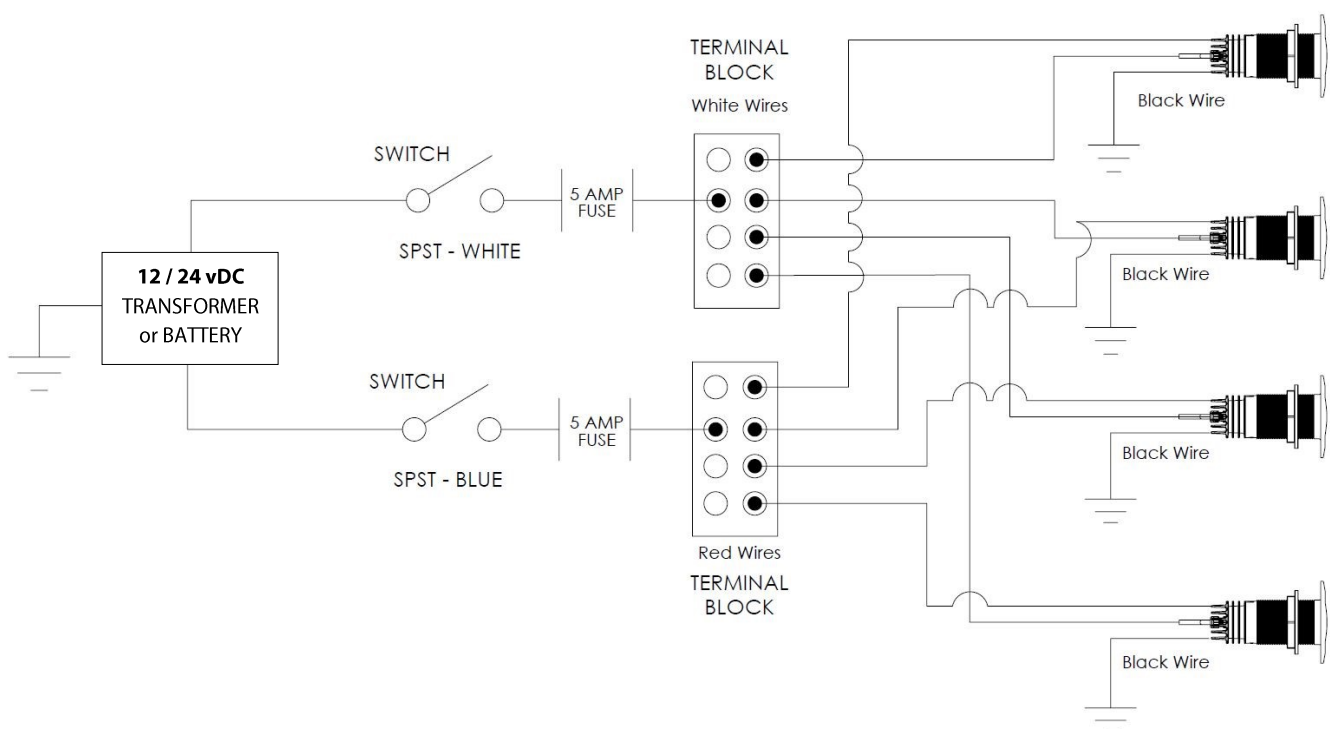 TERMINAL
BLOCK
White Wires
Black Wire
SWITCH
5 AMP
FUSE
SPST - WHITE
12 / 24 vDC
TRANSFORMER
or BATTERY
Black Wire
SWITCH
5 AMP
FUSE
SPST - BLUE
Black Wire
Red Wires
TERMINAL
BLOCK
Black Wire